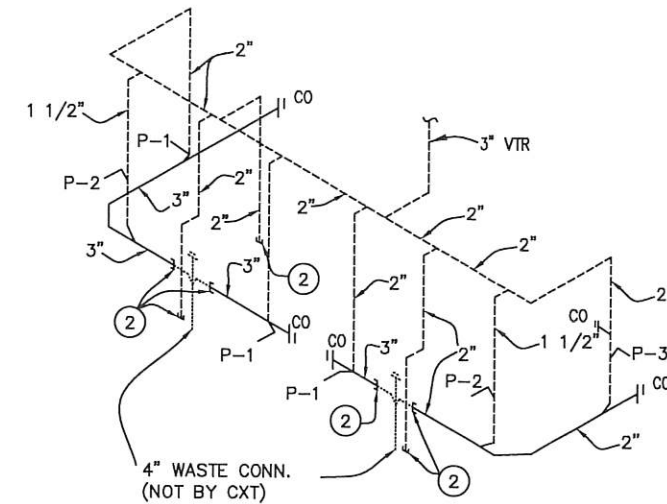 2"
CO
1 1/2"
P-1
3" VTR
P-2
2"
3"
2"
2"
2"
2"
3"
3"
2
2"
2"
2
CO
P-1
CO
3"
P-1
2
2"
P-2
1 1/2"
CO
2
P-3
CO
2"
2
4" WASTE CONN.
(NOT BY CXT)